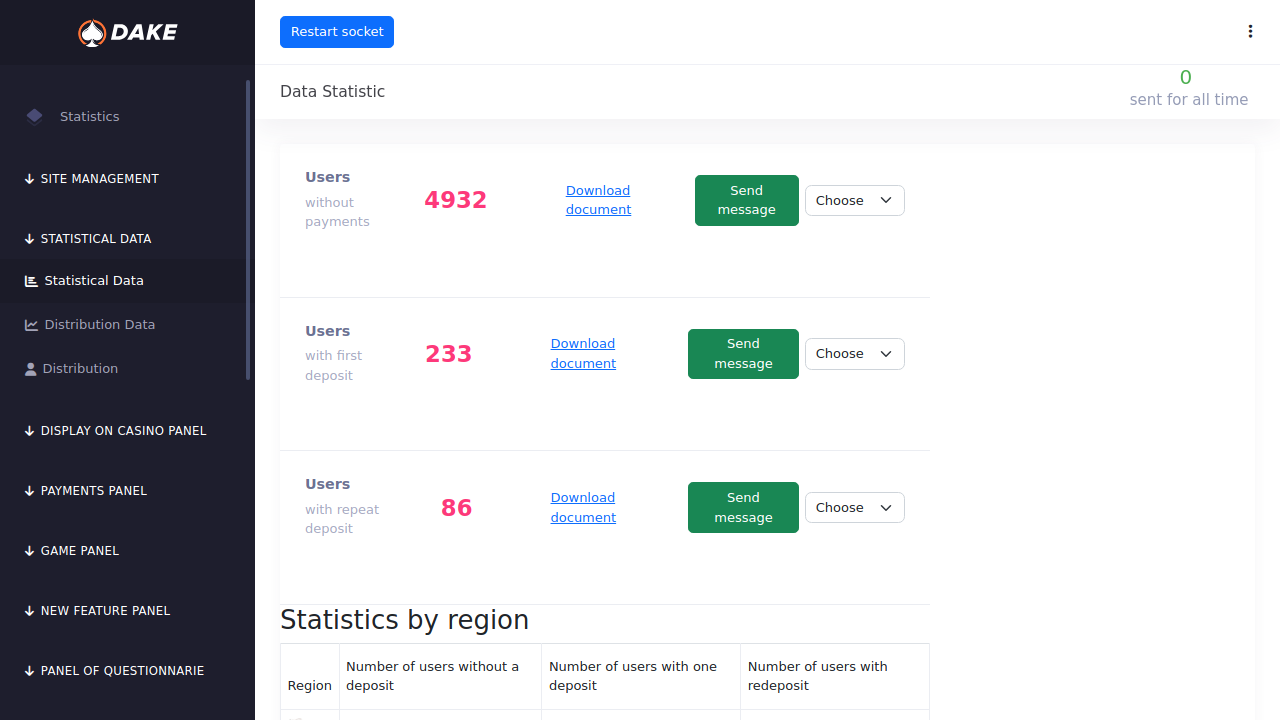 DAKE
Restart socket
Data Statistic
0
sent for all time
Statistics
SITE MANAGEMENT
STATISTICAL DATA
Statistical Data
Distribution Data
Distribution
DISPLAY ON CASINO PANEL
PAYMENTS PANEL
GAME PANEL
NEW FEATURE PANEL
PANEL OF QUESTIONNARIE
Users
without
payments
4932
Download
document
Send
message
Choose
Users
with first
deposit
233
Download
document
Send
message
Choose
Users
with repeat
deposit
86
Download
document
Send
message
Choose
Statistics by region
Region
Number of users without a
deposit
Number of users with one
deposit
Number of users with
redeposit